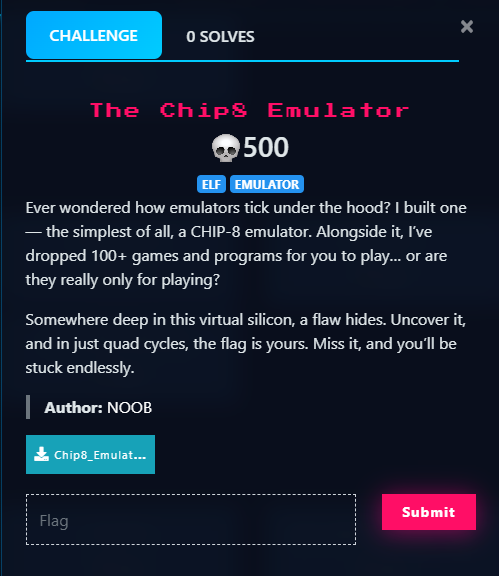 CHALLENGE
0 SOLVES
×
The Chip8 Emulator
💀500
ELF EMULATOR
Ever wondered how emulators tick under the hood? I built one
— the simplest of all, a CHIP-8 emulator. Alongside it, I've
dropped 100+ games and programs for you to play... or are
they really only for playing?
Somewhere deep in this virtual silicon, a flaw hides. Uncover it,
and in just quad cycles, the flag is yours. Miss it, and you'll be
stuck endlessly.
Author: NOOB
Chip8_Emulat...
Flag
Submit